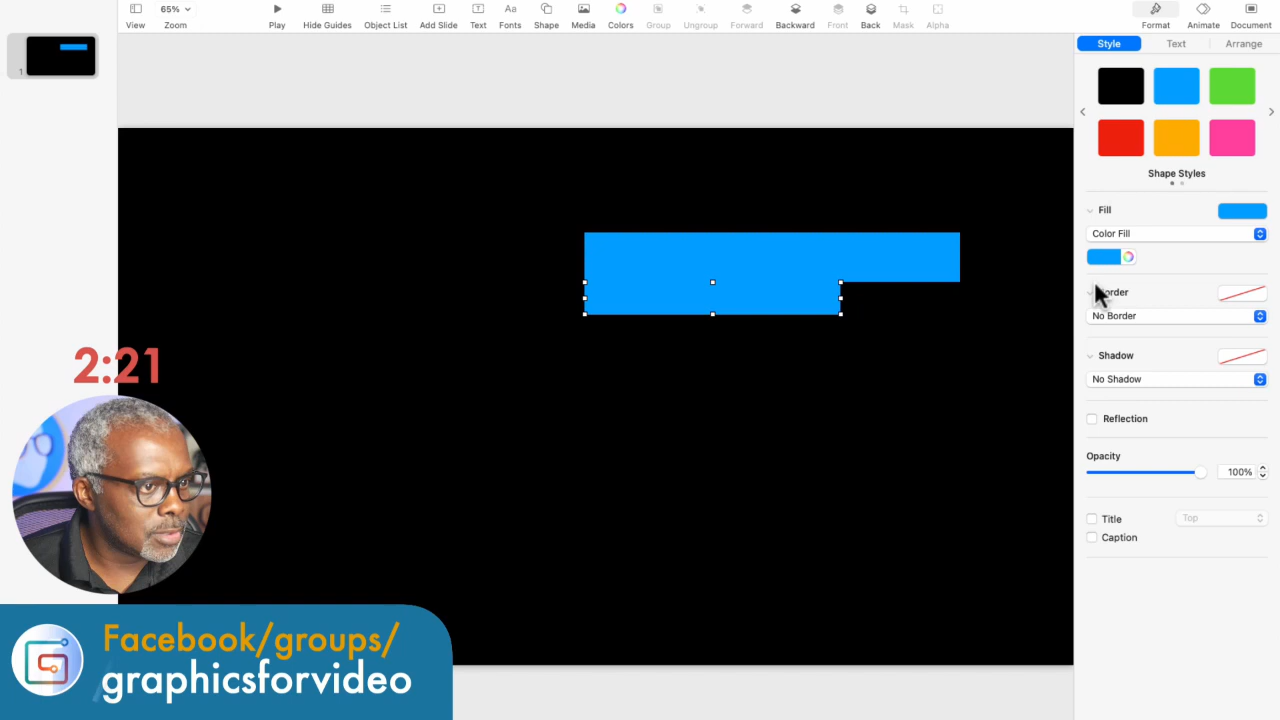 View
65%
Zoom
Play
Hide Guides
Object List
Add Slide
Text
Fonts
Shape
Media
Colors
Group
Ungroup
Forward
Backward
Front
Back
Mask
Alpha
Format
Animate
Document
1
Style
Text
Arrange
Shape Styles
Fill
Color Fill
Border
No Border
Shadow
No Shadow
Reflection
Opacity
100%
Title
Top
Caption
2:21
Facebook/groups/
graphicsforvideo